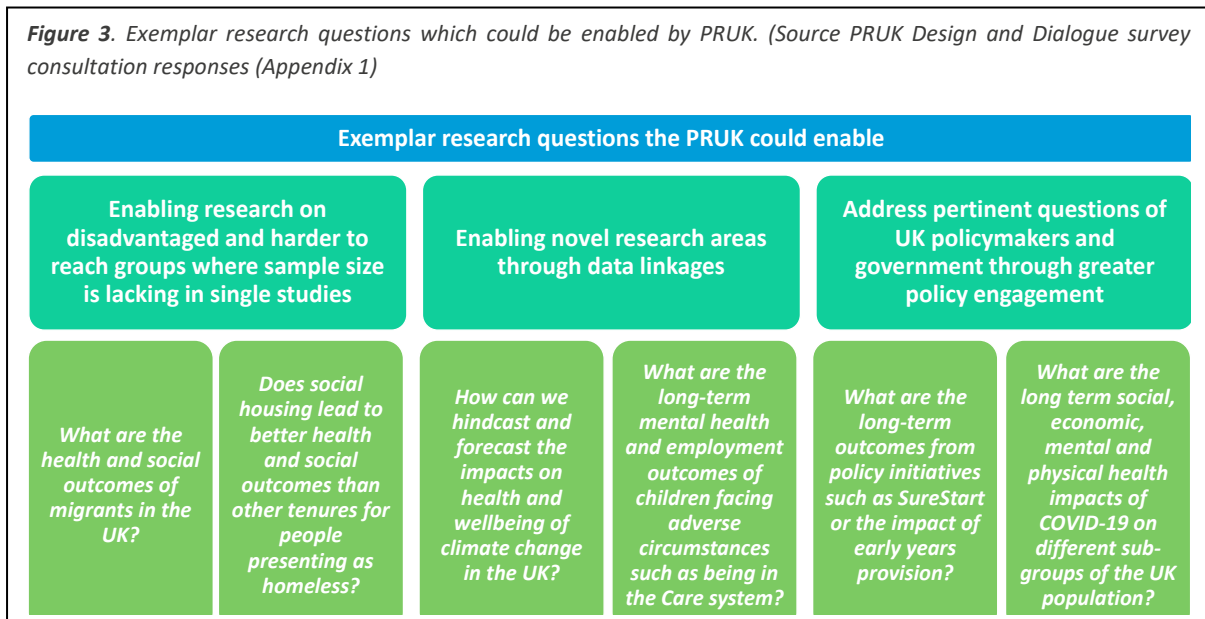 Figure 3. Exemplar research questions which could be enabled by PRUK. (Source PRUK Design and Dialogue survey
consultation responses (Appendix 1)
Exemplar research questions the PRUK could enable
Enabling research on
disadvantaged and harder to
reach groups where sample size
is lacking in single studies
Enabling novel research areas
through data linkages
Address pertinent questions of
UK policymakers and
government through greater
policy engagement
What are the
health and social
outcomes of
migrants in the
UK?
Does social
housing lead to
better health
and social
outcomes than
other tenures for
people
presenting as
homeless?
How can we
hindcast and
forecast the
impacts on
health and
wellbeing of
climate change
in the UK?
What are the
long-term
mental health
and employment
outcomes of
children facing
adverse
circumstances
such as being in
the Care system?
What are the
long-term
outcomes from
policy initiatives
such as SureStart
or the impact of
early years
provision?
What are the
long term social,
economic,
mental and
physical health
impacts of
COVID-19 on
different sub-
groups of the UK
population?